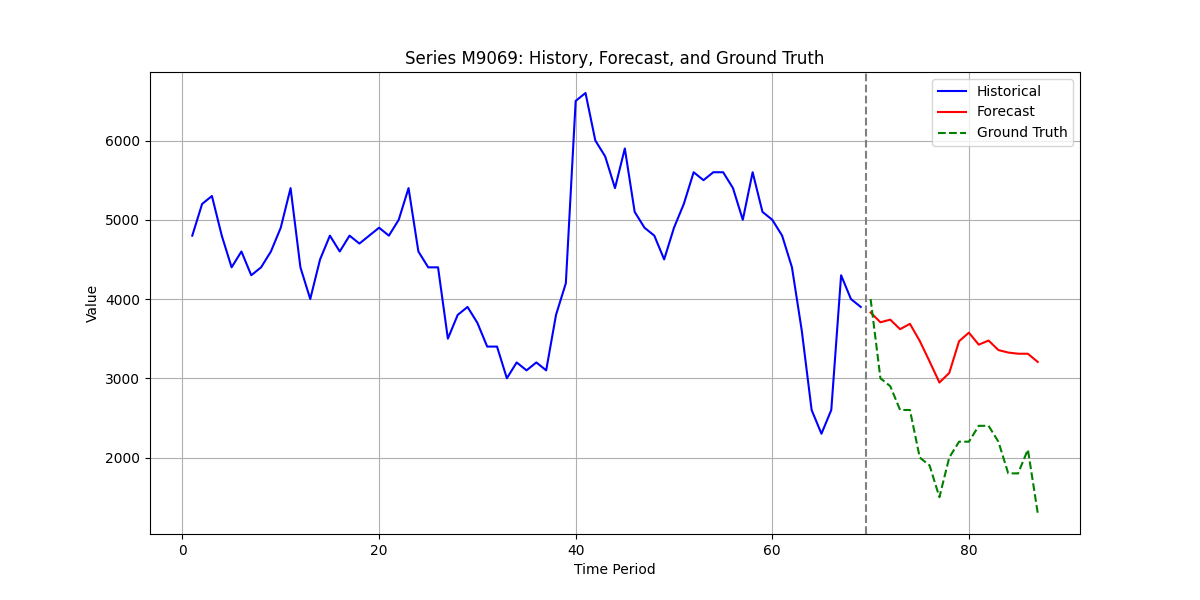 Series M9069: History, Forecast, and Ground Truth
Historical
Forecast
Ground Truth
Value
6000
5000
4000
3000
2000
0
20
40
60
80
Time Period